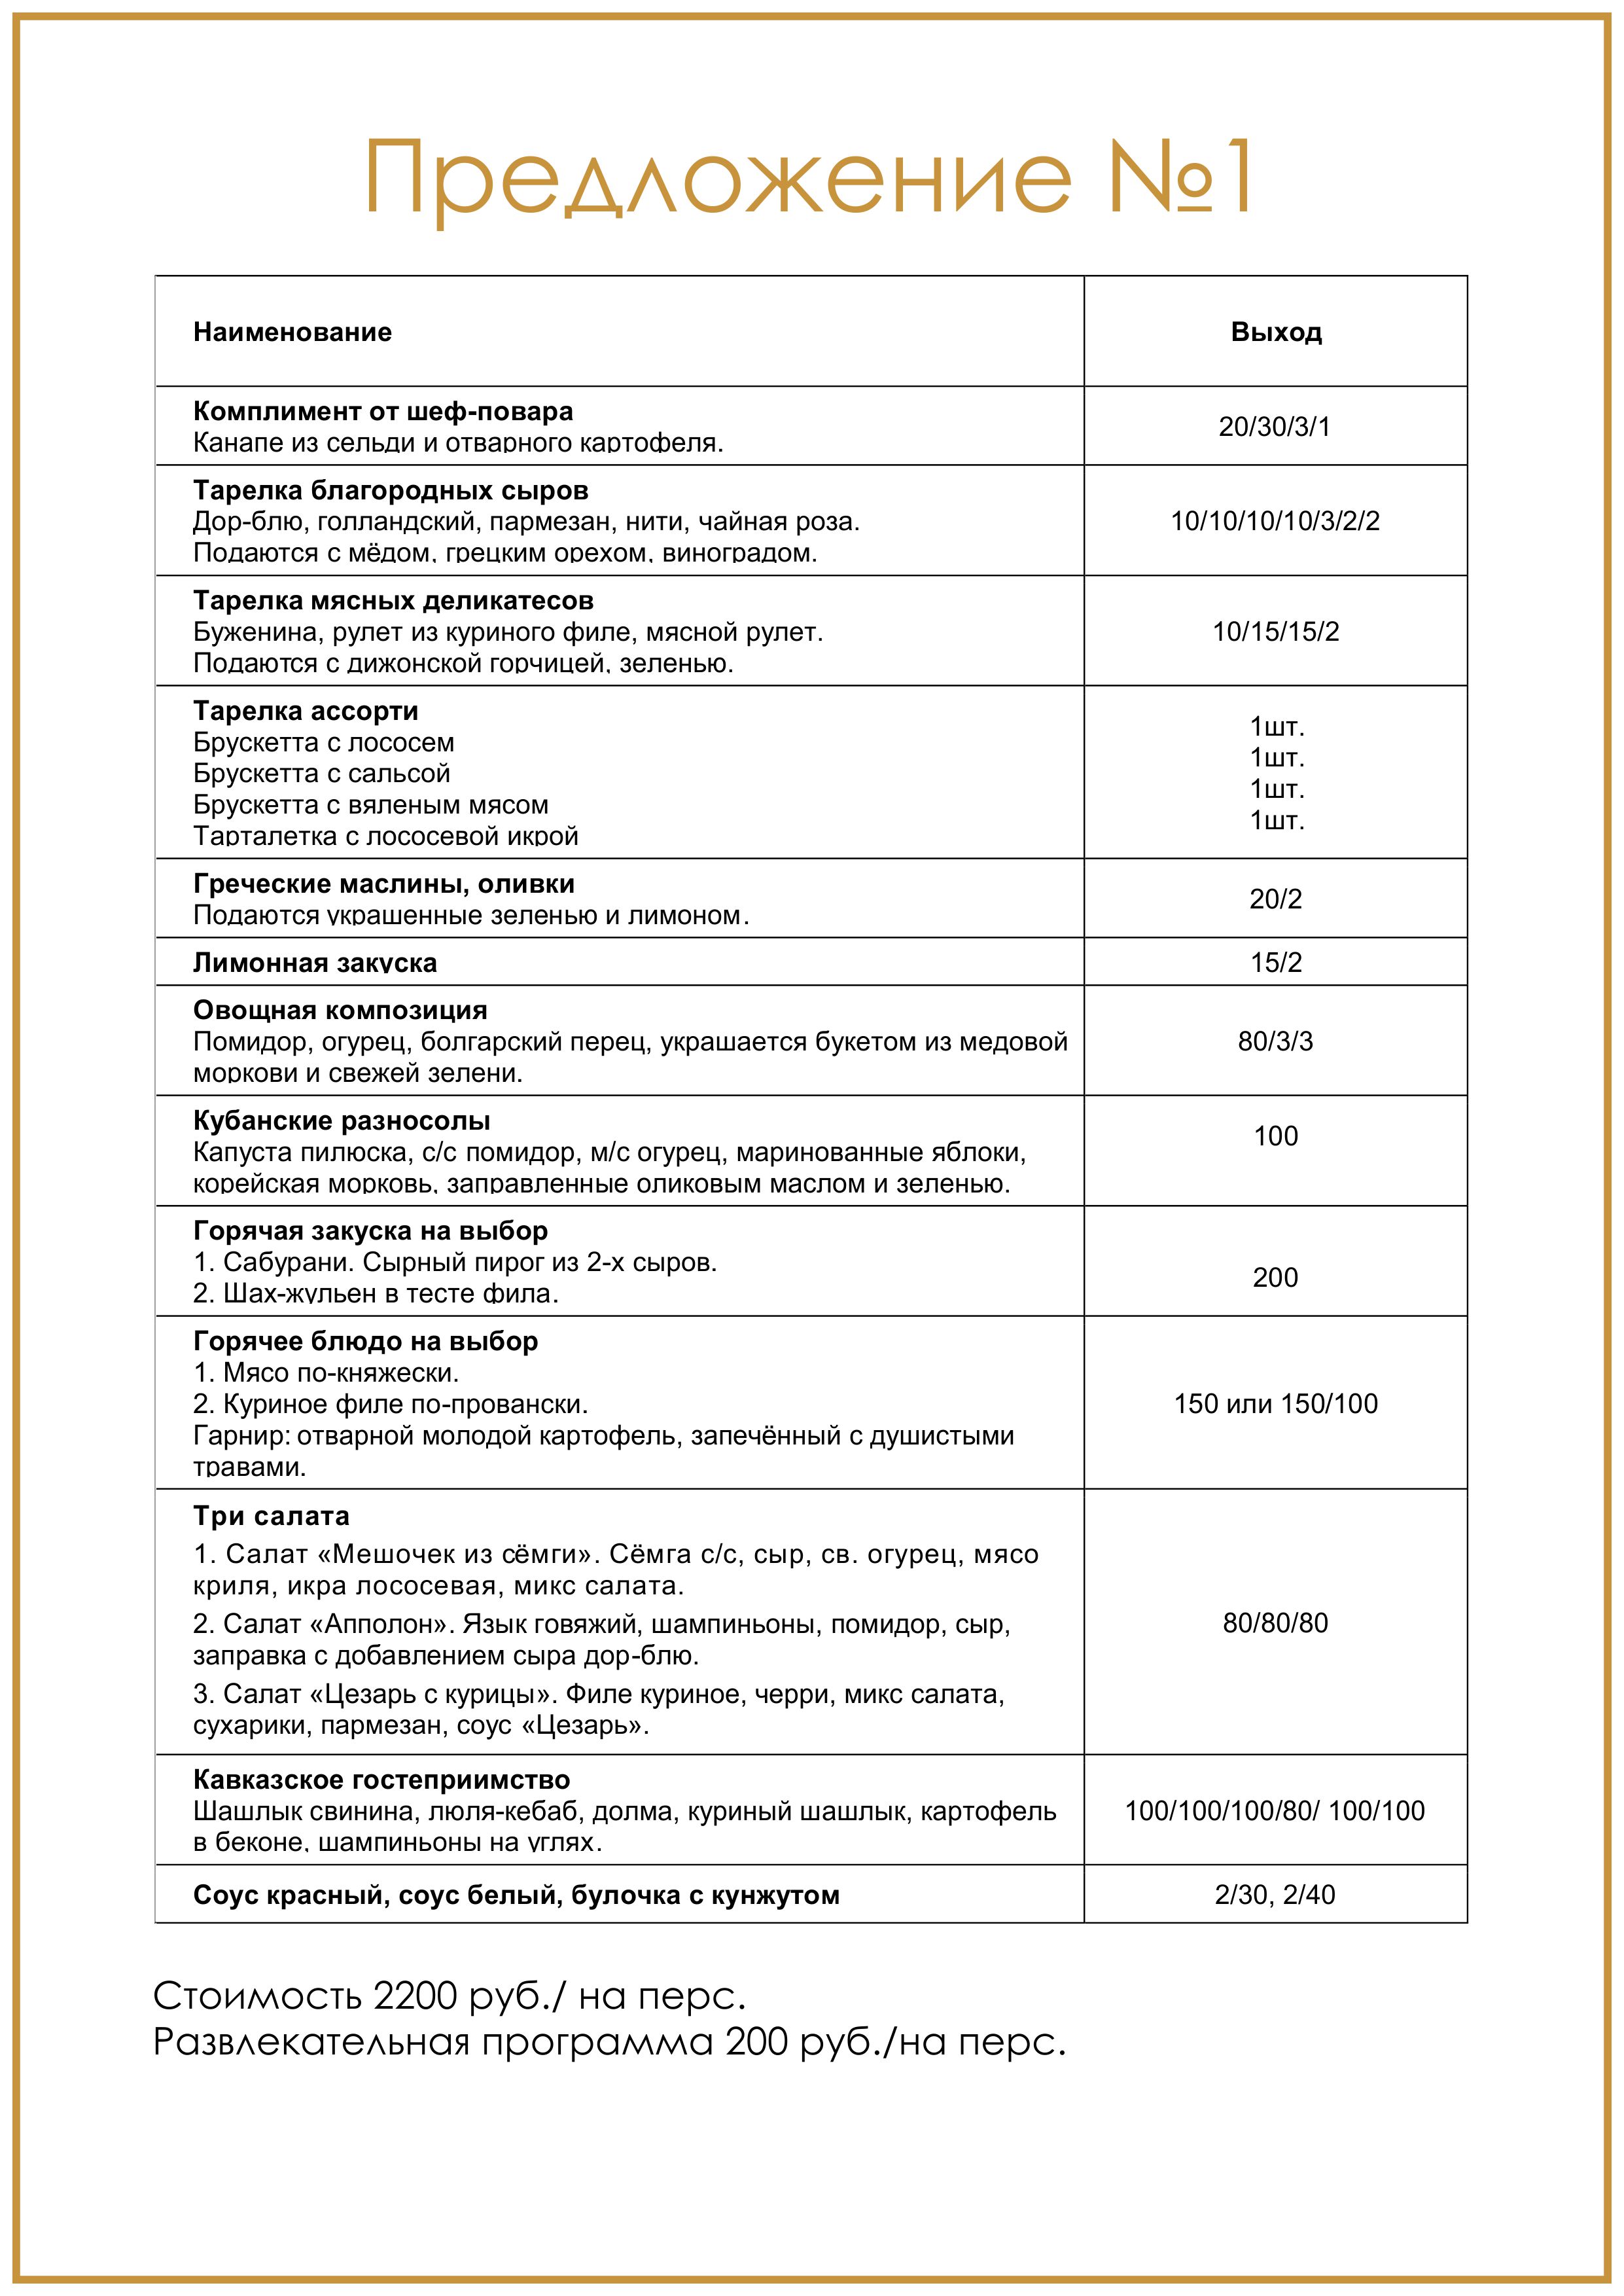 Предложение №1
Наименование
Выход
Комплимент от шеф-повара
Канапе из сельди и отварного картофеля.
20/30/3/1
Тарелка благородных сыров
Дор-блю, голландский, пармезан, нити, чайная роза.
Подаются с мёдом, грецким орехом, виноградом.
10/10/10/10/3/2/2
Тарелка мясных деликатесов
Буженина, рулет из куриного филе, мясной рулет.
Подаются с дижонской горчицей, зеленью.
10/15/15/2
Тарелка ассорти
Брускетта с лососем
Брускетта с сальсой
Брускетта с вяленым мясом
Тарталетка с лососевой икрой
1шт.
1шт.
1шт.
1шт.
Греческие маслины, оливки
Подаются украшенные зеленью и лимоном.
20/2
Лимонная закуска
15/2
Овощная композиция
Помидор, огурец, болгарский перец, украшается букетом из медовой
моркови и свежей зелени.
80/3/3
Кубанские разносолы
Капуста пилюска, с/с помидор, м/с огурец, маринованные яблоки,
корейская морковь, заправленные оликовым маслом и зеленью.
100
Горячая закуска на выбор
1. Сабурани. Сырный пирог из 2-х сыров.
2. Шах-жульен в тесте фила.
200
Горячее блюдо на выбор
1. Мясо по-княжески.
2. Куриное филе по-провански.
Гарнир: отварной молодой картофель, запечённый с душистыми
травами.
150 или 150/100
Три салата
1. Салат «Мешочек из сёмги». Сёмга с/с, сыр, св. огурец, мясо
криля, икра лососевая, микс салата.
2. Салат «Апполон». Язык говяжий, шампиньоны, помидор, сыр,
заправка с добавлением сыра дор-блю.
3. Салат «Цезарь с курицы». Филе куриное, черри, микс салата,
сухарики, пармезан, соус «Цезарь».
80/80/80
Кавказское гостеприимство
Шашлык свинина, люля-кебаб, долма, куриный шашлык, картофель
в беконе, шампиньоны на углях.
100/100/100/80/ 100/100
Соус красный, соус белый, булочка с кунжутом
2/30, 2/40
Стоимость 2200 руб./ на перс.
Развлекательная программа 200 руб./на перс.